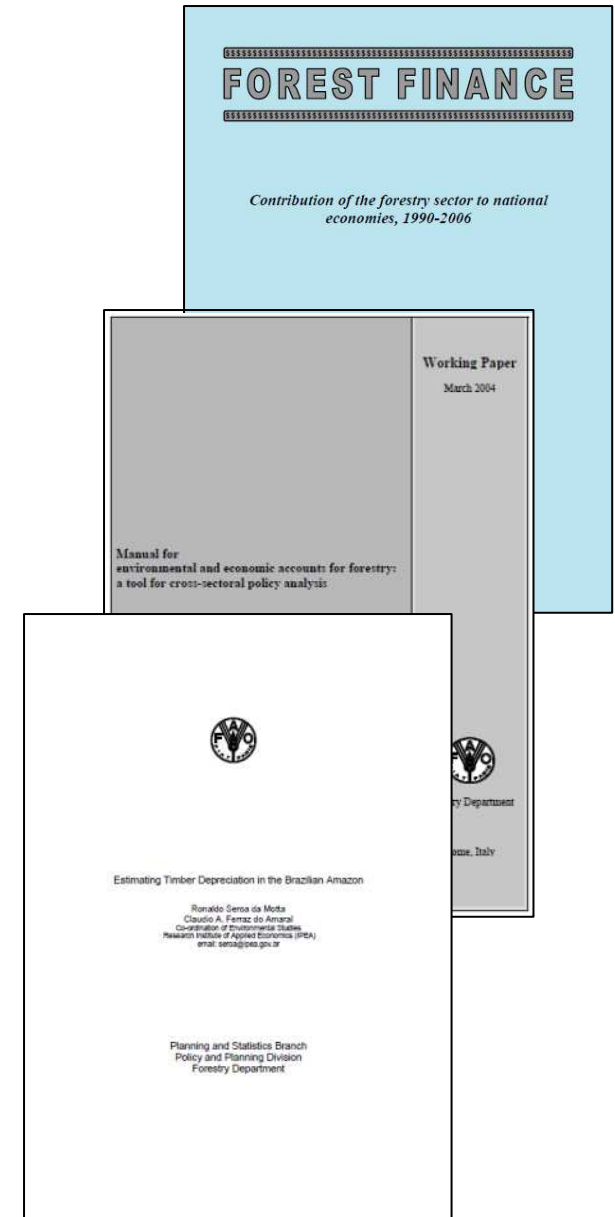 $$$$$$$$$$$$$$$$$$$$$$$$$$$$$$$$$$$$$$$$$$$$$$$$$$$$$$
FOREST FINANCE
$$$$$$$$$$$$$$$$$$$$$$$$$$$$$$$$$$$$$$$$$$$$$$$$$$$$$$
Contribution of the forestry sector to national
economies, 1990-2006
Working Paper
March 2004
Manual for
environmental and economic accounts for forestry:
a tool for cross-sectoral policy analysis
FAO
ry Department
ome, Italy
FAO
Estimating Timber Depreciation in the Brazilian Amazon
Ronaldo Seroa da Motta
Claudio A. Ferraz do Amaral
Co-ordination of Environmental Studies
Research Institute of Applied Economics (IPEA)
email: seroa@ipea.gov.br
Planning and Statistics Branch
Policy and Planning Division
Forestry Department